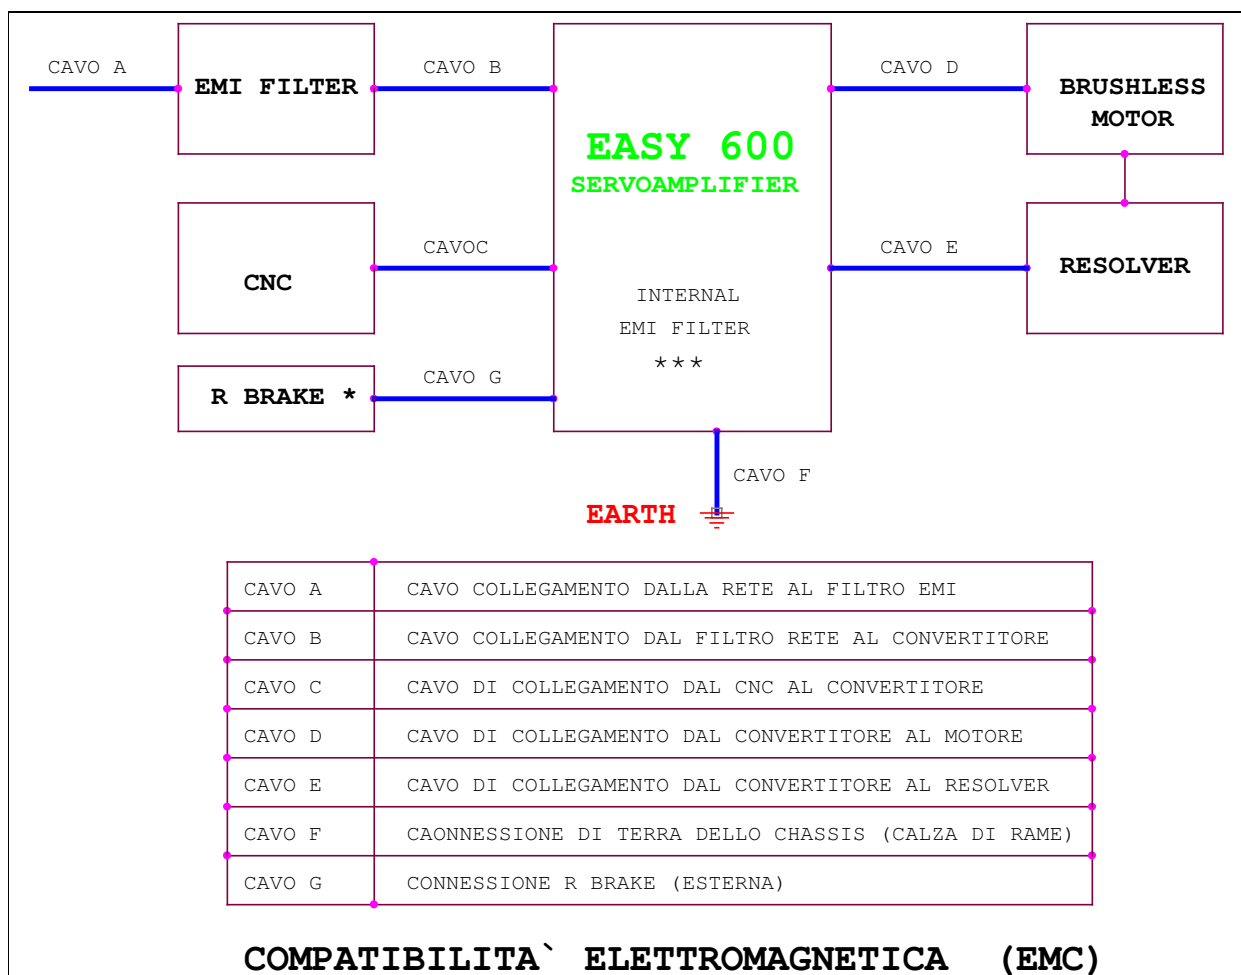 CAVO A
EMI FILTER
CAVO B
EASY 600
SERVOAMPLIFIER
CAVO D
BRUSHLESS
MOTOR
CNC
CAVOC
INTERNAL
EMI FILTER
***
CAVO E
RESOLVER
R BRAKE *
CAVO G
CAVO F
EARTH
CAVO A CAVO COLLEGAMENTO DALLA RETE AL FILTRO EMI
CAVO B CAVO COLLEGAMENTO DAL FILTRO RETE AL CONVERTITORE
CAVO C CAVO DI COLLEGAMENTO DAL CNC AL CONVERTITORE
CAVO D CAVO DI COLLEGAMENTO DAL CONVERTITORE AL MOTORE
CAVO E CAVO DI COLLEGAMENTO DAL CONVERTITORE AL RESOLVER
CAVO F CAONNESSIONE DI TERRA DELLO CHASSIS (CALZA DI RAME)
CAVO G CONNESSIONE R BRAKE (ESTERNA)
COMPATIBILITA` ELETTROMAGNETICA (EMC)